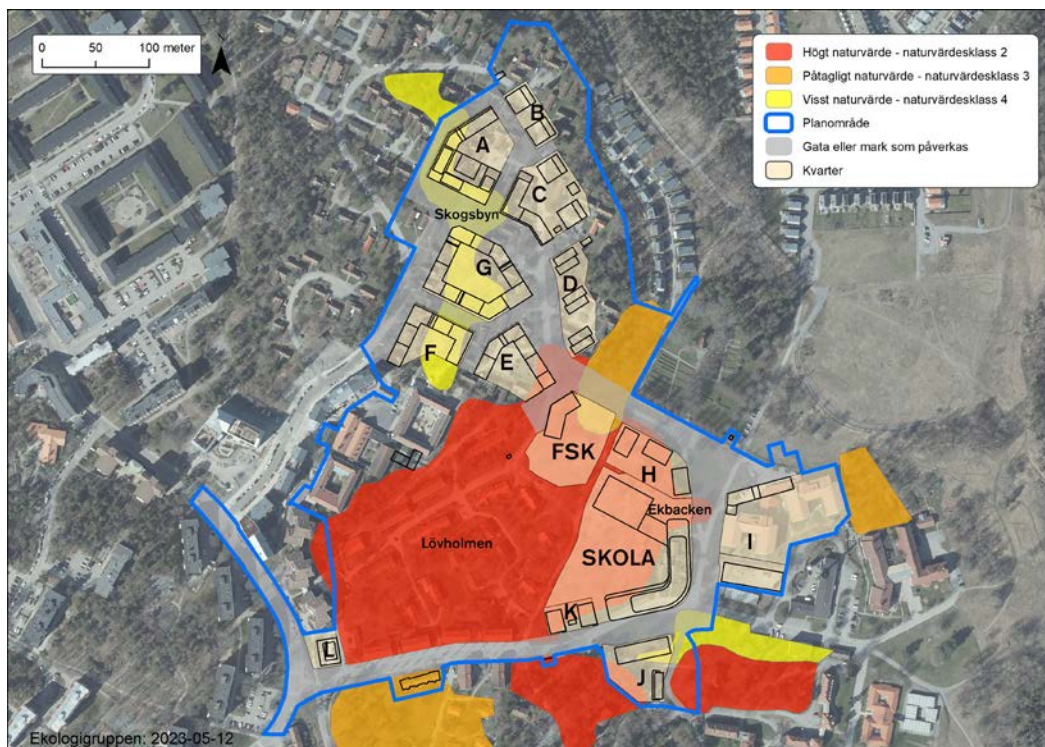 0 50 100 meter
Högt naturvärde - naturvärdesklass 2
Påtagligt naturvärde - naturvärdesklass 3
Visst naturvärde - naturvärdesklass 4
Planområde
Gata eller mark som påverkas
Kvarter
B
A
C
Skogsbyn
G
D
F
E
FSK
H
Ekbacken
Lövholmen
I
SKOLA
K
L
J
Ekologigruppen: 2023-05-12